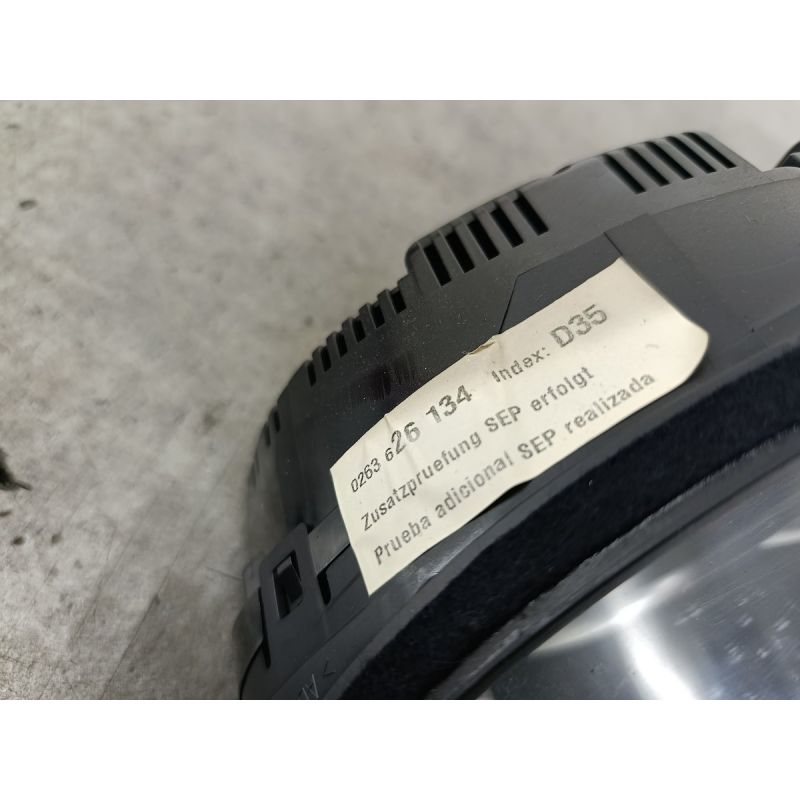 0263 626 134 Index: D35
Zusatzpruefung SEP erfolgt
Prueba adicional SEP realizada